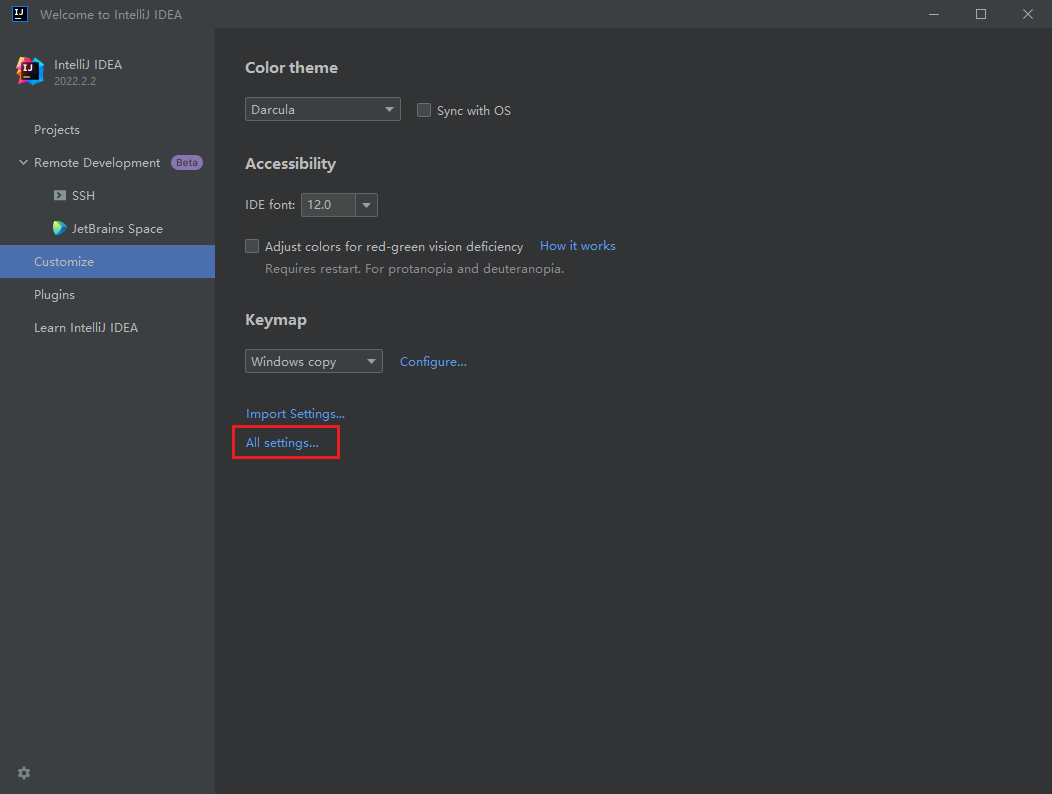 IJ Welcome to IntelliJ IDEA
IJ
IntelliJ IDEA
2022.2.2
Projects
Remote Development Beta
SSH
JetBrains Space
Customize
Plugins
Learn IntelliJ IDEA
Color theme
Darcula Sync with OS
Accessibility
IDE font: 12.0
Adjust colors for red-green vision deficiency How it works
Requires restart. For protanopia and deuteranopia.
Keymap
Windows copy Configure...
Import Settings...
All settings...